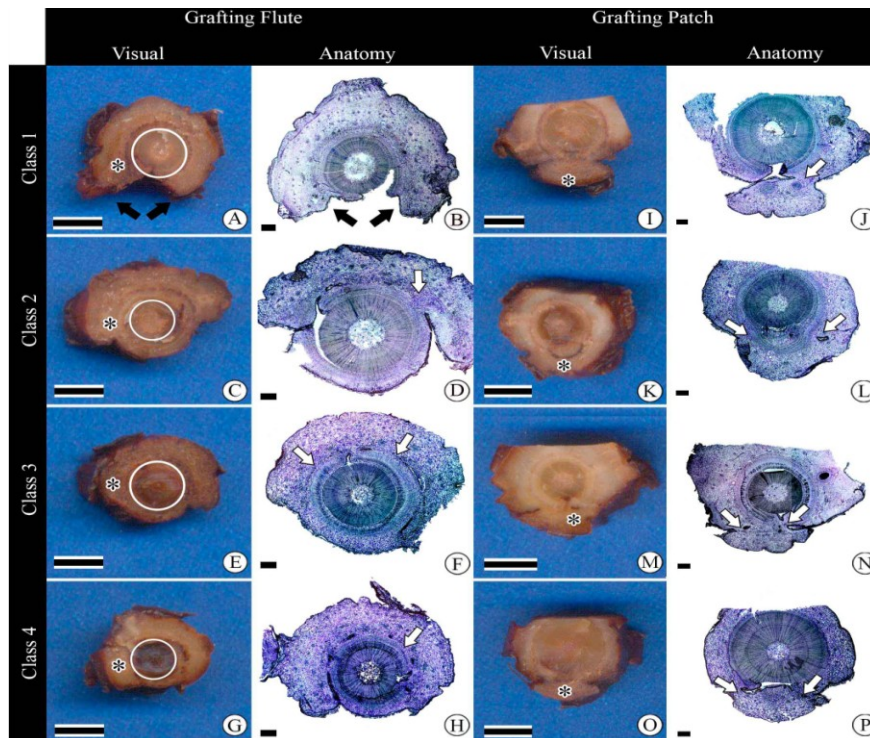 Grafting Flute Grafting Patch
Visual Anatomy Visual Anatomy
Class 1
* A B * I J
Class 2
* C D * K L
Class 3
* E F * M N
Class 4
* G H * O P